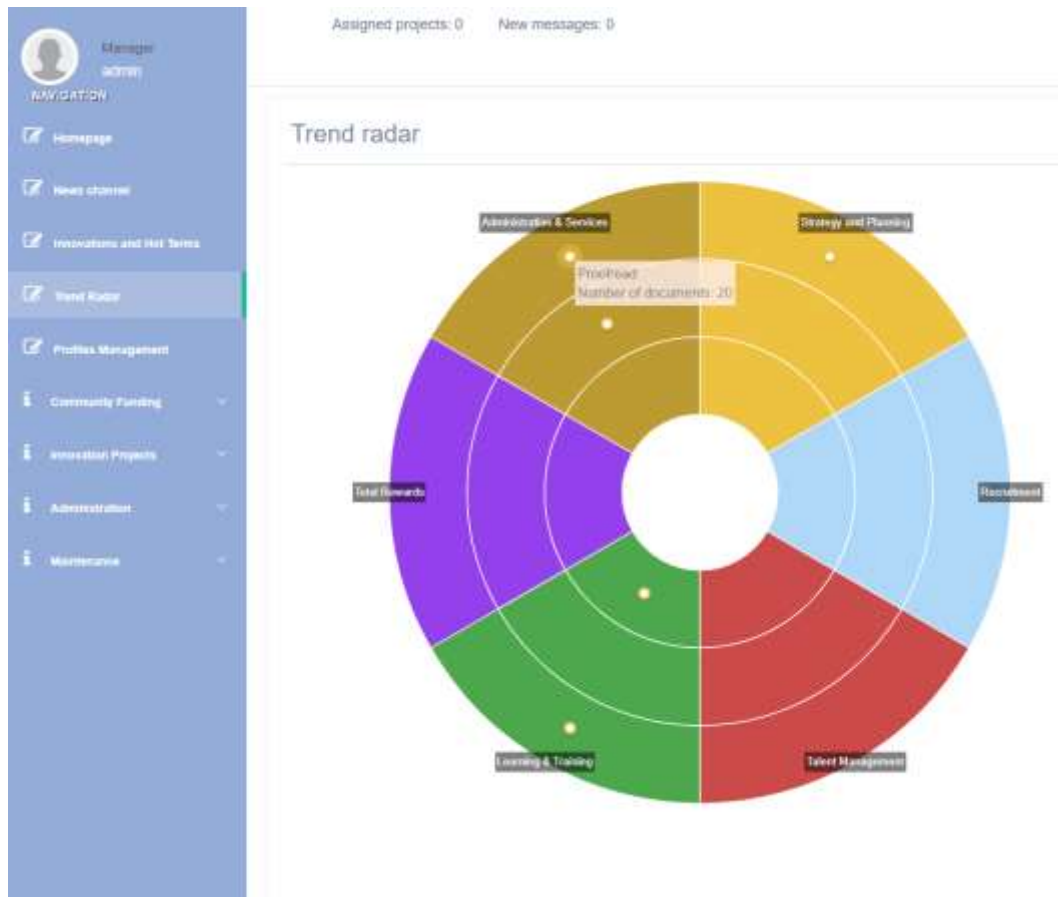 Manager
admin
NAVIGATION
Homepage
News channel
Innovations and Hot Terms
Trend Radar
Profiles Management
Community Funding
Innovation Projects
Administration
Maintenance
Assigned projects: 0 New messages: 0
Trend radar
Administration & Services
Strategy and Planning
Proofread
Number of documents: 20
Total Rewards
Recruitment
Learning & Training
Talent Management